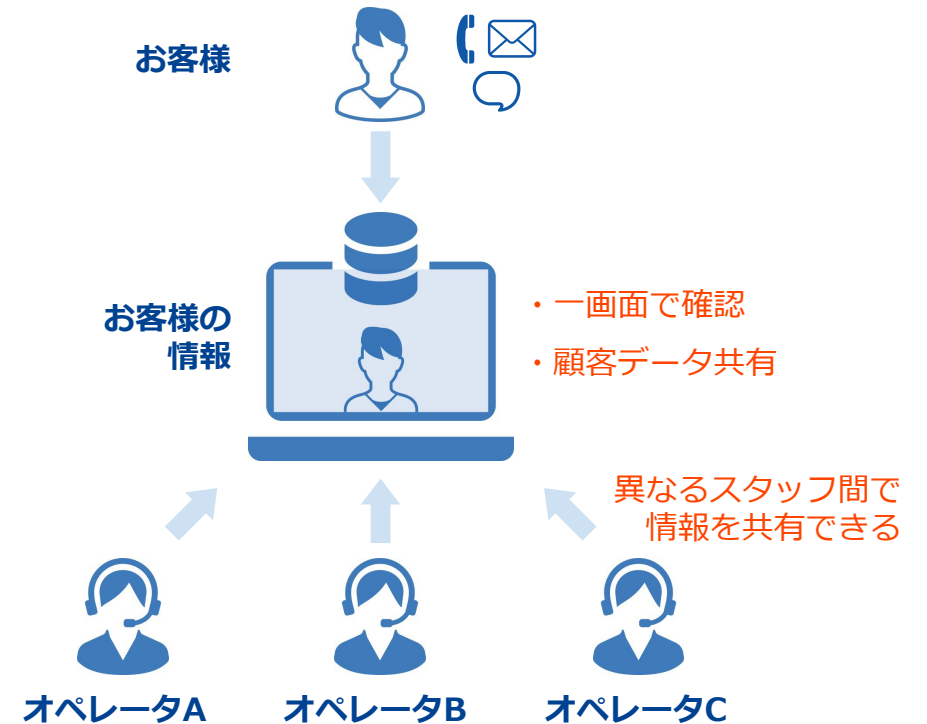 お客様
お客様の
情報
・一画面で確認
・顧客データ共有
異なるスタッフ間で
情報を共有できる
オペレータA
オペレータB
オペレータC